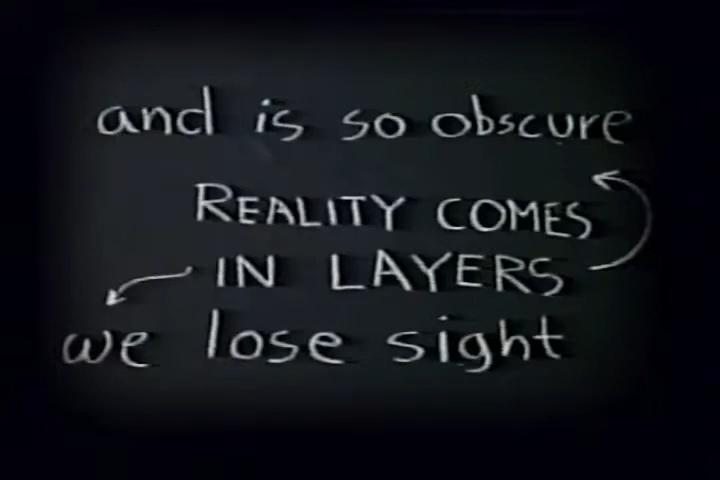 and is so obscure
REALITY COMES
IN LAYERS
we lose sight